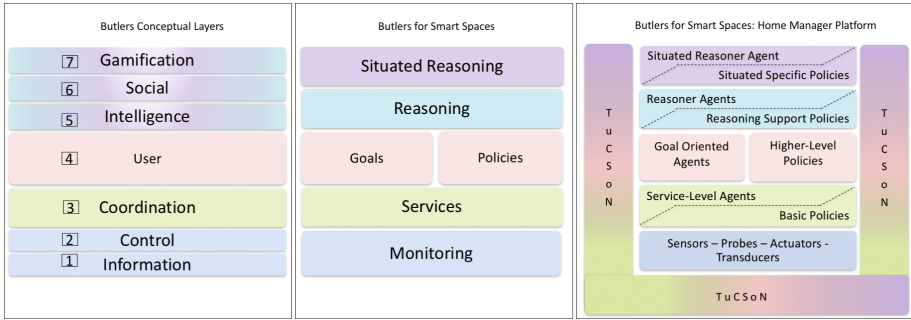 Butlers Conceptual Layers
7 Gamification
6 Social
5 Intelligence
4 User
3 Coordination
2 Control
1 Information
Butlers for Smart Spaces
Situated Reasoning
Reasoning
Goals
Policies
Services
Monitoring
Butlers for Smart Spaces: Home Manager Platform
TuCSoN
Situated Reasoner Agent
Situated Specific Policies
Reasoner Agents
Reasoning Support Policies
Goal Oriented
Agents
Higher-Level
Policies
Service-Level Agents
Basic Policies
Sensors – Probes – Actuators -
Transducers
TuCSoN
TuCSoN